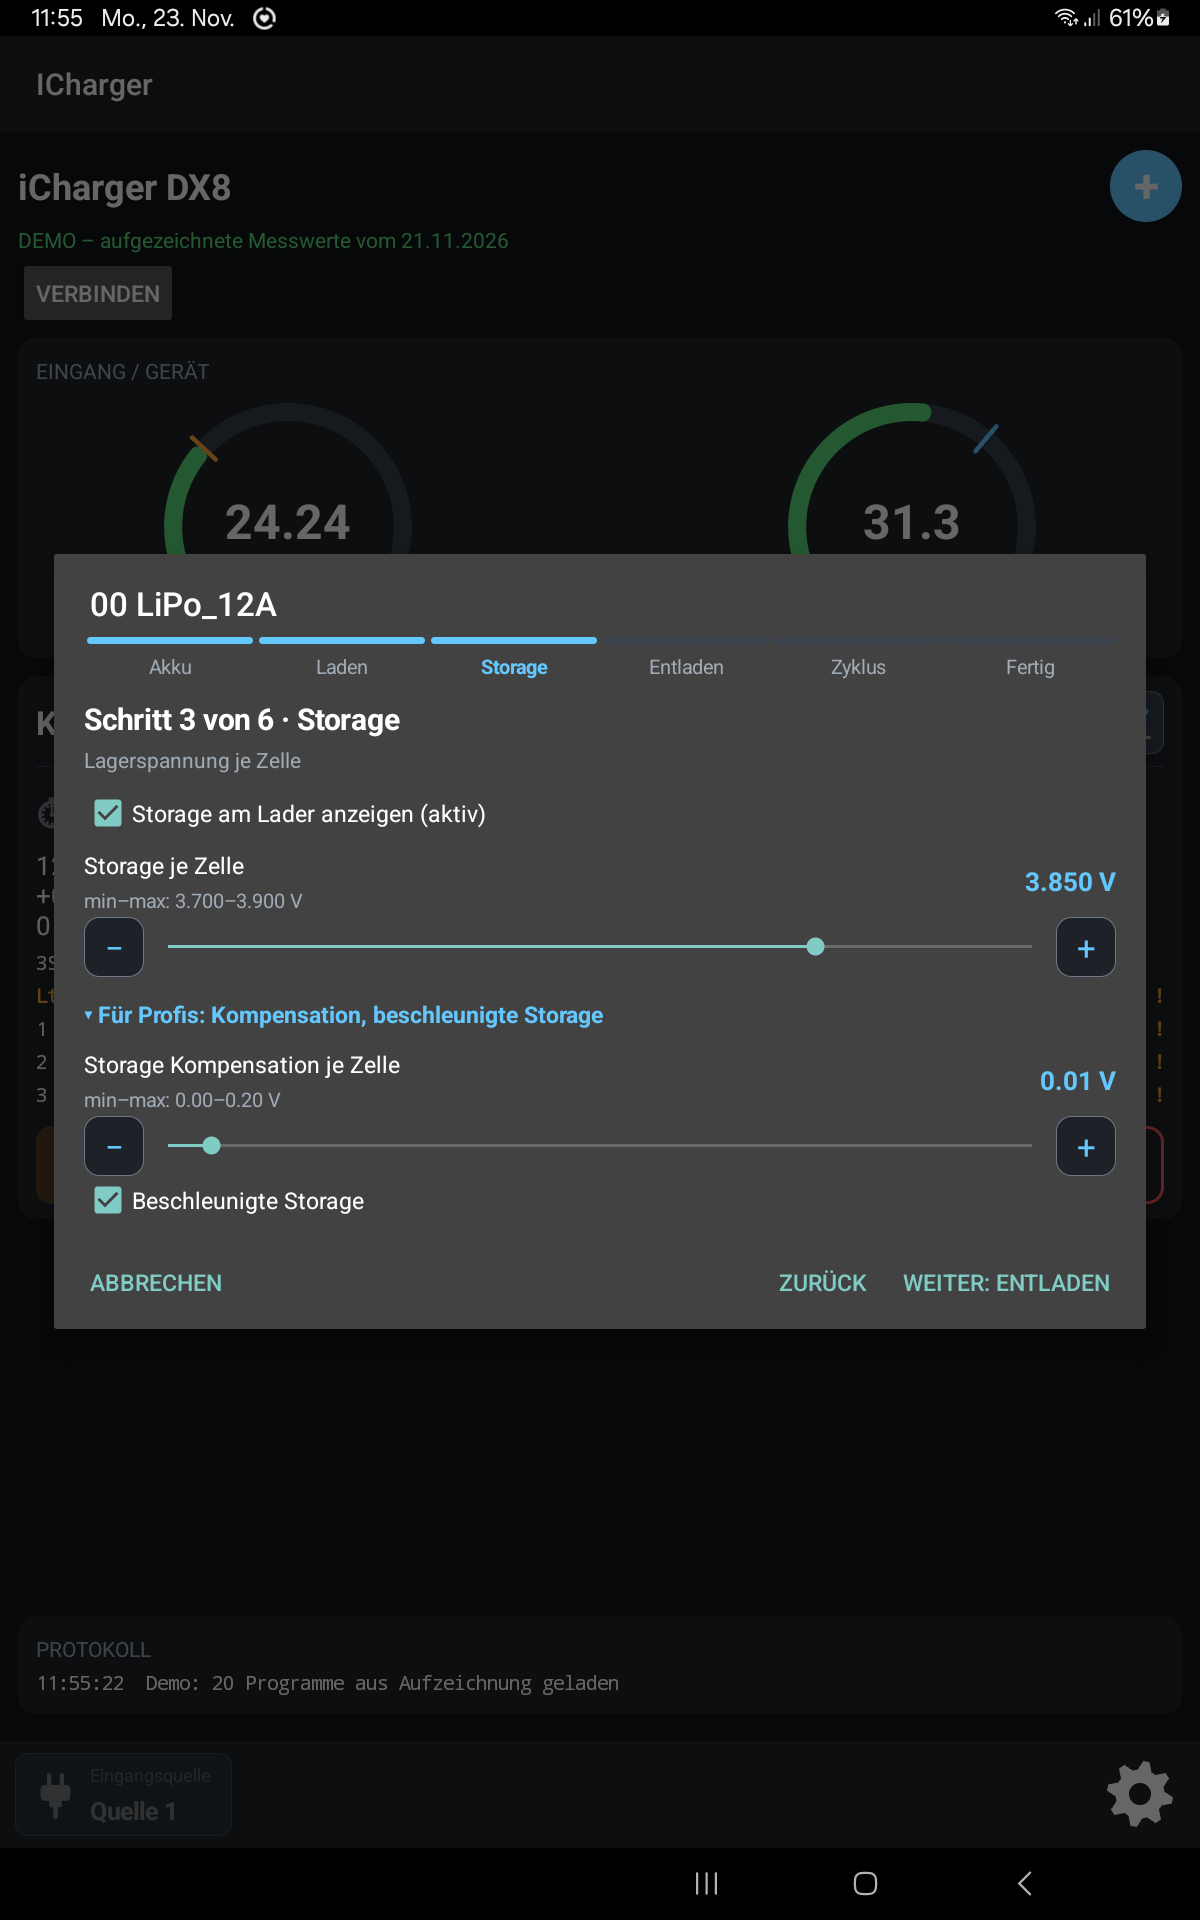 11:55 Mo., 23. Nov. 61%
ICharger
iCharger DX8
DEMO – aufgezeichnete Messwerte vom 21.11.2026
VERBINDEN
EINGANG / GERÄT
24.24 31.3
00 LiPo_12A
Akku Laden Storage Entladen Zyklus Fertig
Schritt 3 von 6 · Storage
Lagerspannung je Zelle
Storage am Lader anzeigen (aktiv)
Storage je Zelle
3.850 V
min–max: 3.700–3.900 V
− +
▾ Für Profis: Kompensation, beschleunigte Storage
Storage Kompensation je Zelle
0.01 V
min–max: 0.00–0.20 V
− +
Beschleunigte Storage
ABBRECHEN ZURÜCK WEITER: ENTLADEN
K
0
1 !
2 !
3 !
PROTOKOLL
11:55:22 Demo: 20 Programme aus Aufzeichnung geladen
Eingangsquelle
Quelle 1